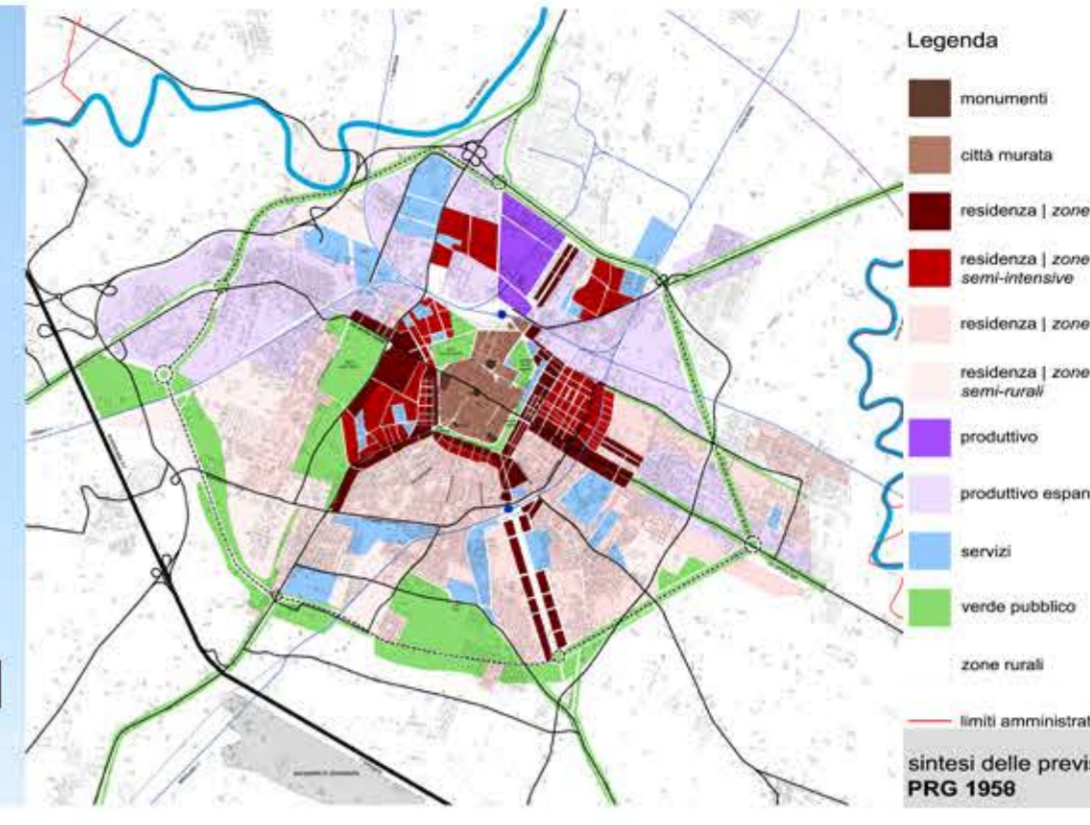 Legenda
monumenti
città murata
residenza | zone
residenza | zone
semi-intensive
residenza | zone
residenza | zone
semi-rurali
produttivo
produttivo espan
servizi
verde pubblico
zone rurali
limiti amministrat
sintesi delle previs
PRG 1958